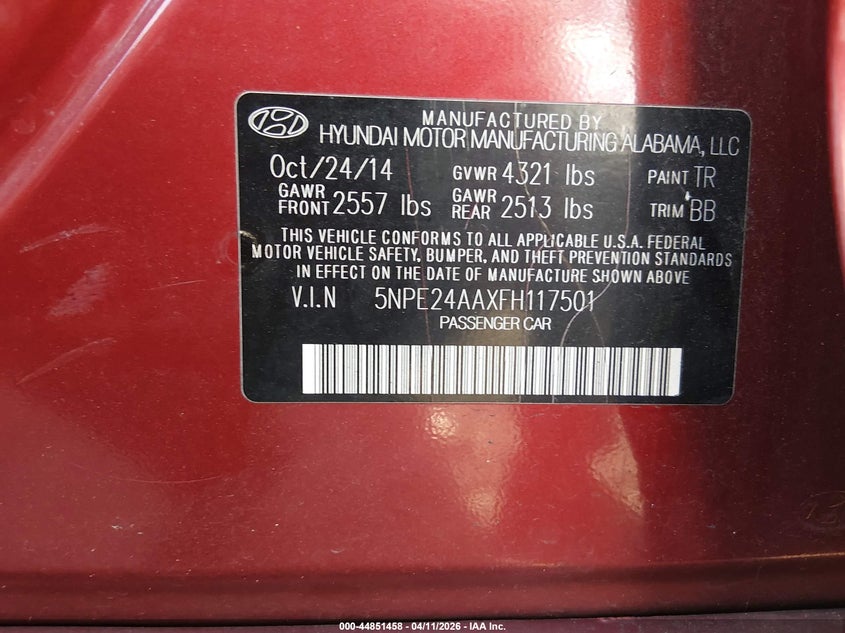 MANUFACTURED BY
HYUNDAI MOTOR MANUFACTURING ALABAMA, LLC
Oct/24/14 GVWR 4321 lbs PAINT TR
GAWR FRONT 2557 lbs GAWR REAR 2513 lbs TRIM BB
THIS VEHICLE CONFORMS TO ALL APPLICABLE U.S.A. FEDERAL
MOTOR VEHICLE SAFETY, BUMPER, AND THEFT PREVENTION STANDARDS
IN EFFECT ON THE DATE OF MANUFACTURE SHOWN ABOVE.
V.I.N 5NPE24AAXFH117501
PASSENGER CAR
000-44851458 - 04/11/2026 - IAA Inc.